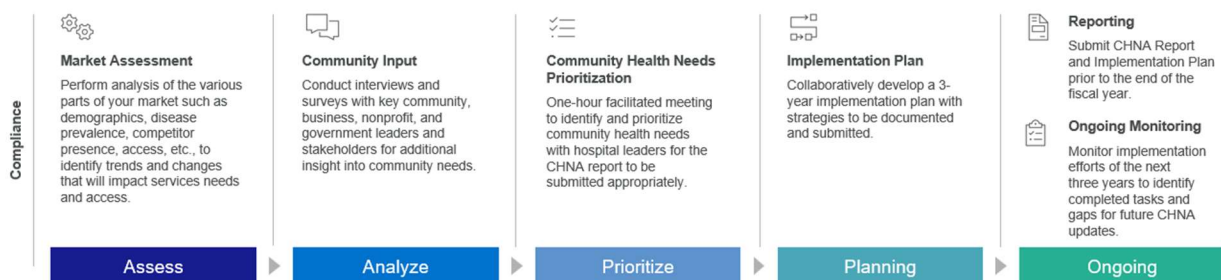 Compliance
Market Assessment
Perform analysis of the various
parts of your market such as
demographics, disease
prevalence, competitor
presence, access, etc., to
identify trends and changes
that will impact services needs
and access.
Assess
Community Input
Conduct interviews and
surveys with key community,
business, nonprofit, and
government leaders and
stakeholders for additional
insight into community needs.
Analyze
Community Health Needs
Prioritization
One-hour facilitated meeting
to identify and prioritize
community health needs
with hospital leaders for the
CHNA report to be
submitted appropriately.
Prioritize
Implementation Plan
Collaboratively develop a 3-
year implementation plan with
strategies to be documented
and submitted.
Planning
Reporting
Submit CHNA Report
and Implementation Plan
prior to the end of the
fiscal year.
Ongoing Monitoring
Monitor implementation
efforts of the next
three years to identify
completed tasks and
gaps for future CHNA
updates.
Ongoing